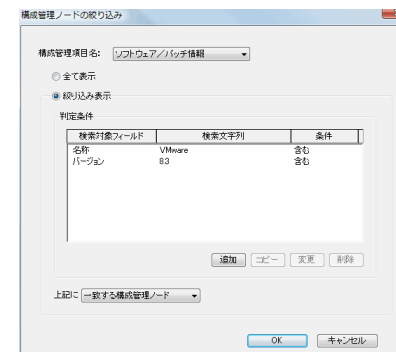 構成管理ノードの絞り込み
構成管理項目名: ソフトウェア／パッチ情報
全て表示
絞り込み表示
判定条件
検索対象フィールド 検索文字列 条件
名称 VMware 含む
バージョン 8.3 含む
追加 コピー 変更 削除
上記に 一致する構成管理ノード
OK キャンセル